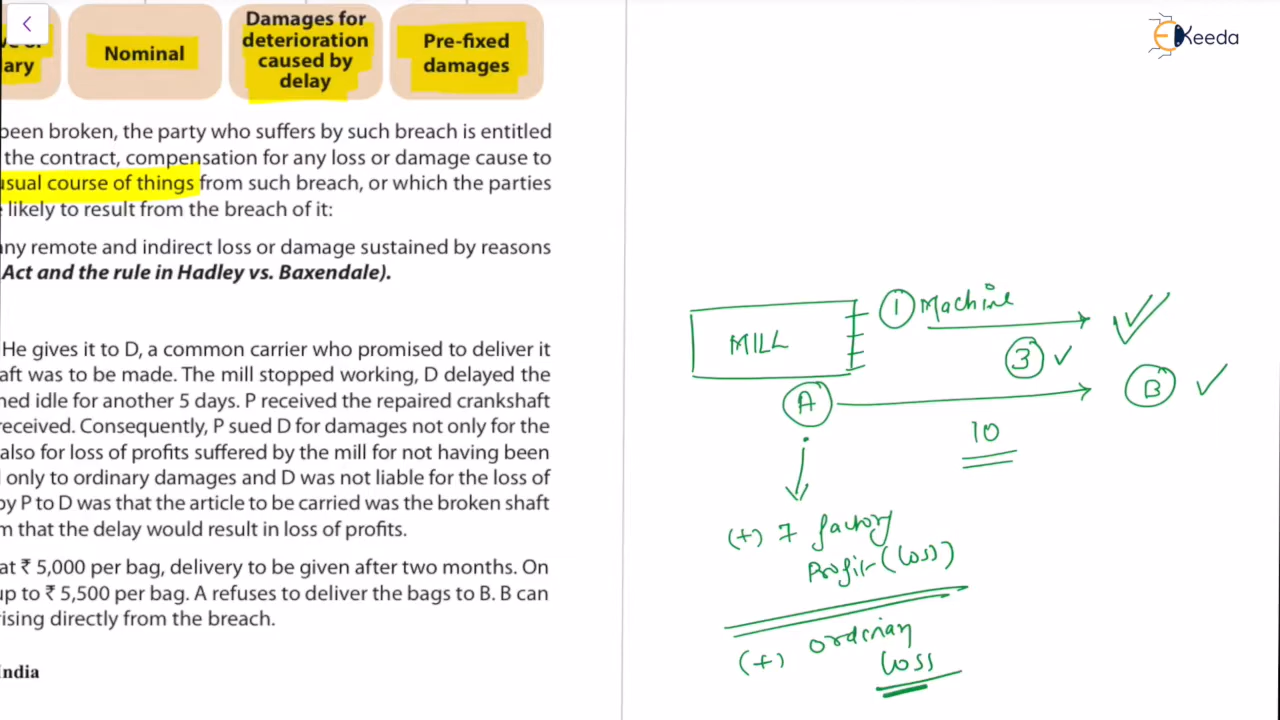 ary
Nominal
Damages for
deterioration
caused by
delay
Pre-fixed
damages
Keeda
been broken, the party who suffers by such breach is entitled
the contract, compensation for any loss or damage cause to
usual course of things from such breach, or which the parties
likely to result from the breach of it:
any remote and indirect loss or damage sustained by reasons
Act and the rule in Hadley vs. Baxendale).
He gives it to D, a common carrier who promised to deliver it
aft was to be made. The mill stopped working, D delayed the
ned idle for another 5 days. P received the repaired crankshaft
received. Consequently, P sued D for damages not only for the
also for loss of profits suffered by the mill for not having been
only to ordinary damages and D was not liable for the loss of
by P to D was that the article to be carried was the broken shaft
m that the delay would result in loss of profits.
at ₹ 5,000 per bag, delivery to be given after two months. On
up to ₹ 5,500 per bag. A refuses to deliver the bags to B. B can
ising directly from the breach.
India
MILL
1 Machine
3
A
B
10
(+) 7 factory
Profit (loss)
(+) ordinary
loss